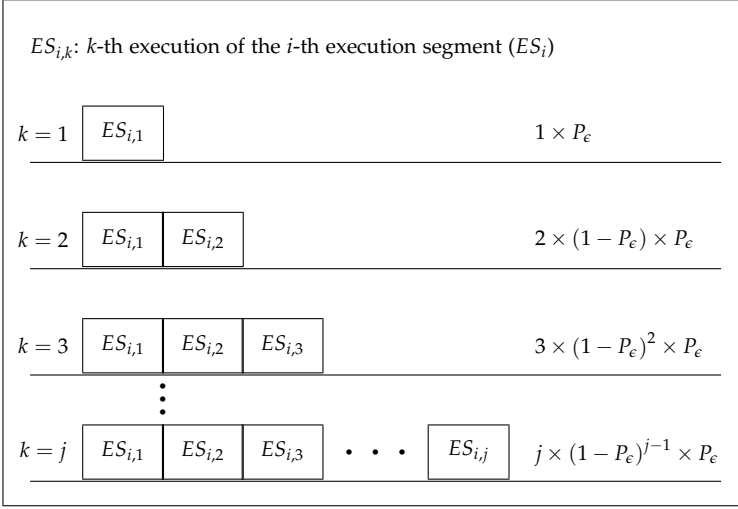 ES_{i,k}: k-th execution of the i-th execution segment (ES_i)
k = 1 ES_{i,1} 1 × P_ϵ
k = 2 ES_{i,1} ES_{i,2} 2 × (1 − P_ϵ) × P_ϵ
k = 3 ES_{i,1} ES_{i,2} ES_{i,3} 3 × (1 − P_ϵ)^2 × P_ϵ
k = j ES_{i,1} ES_{i,2} ES_{i,3} • • • ES_{i,j} j × (1 − P_ϵ)^{j−1} × P_ϵ